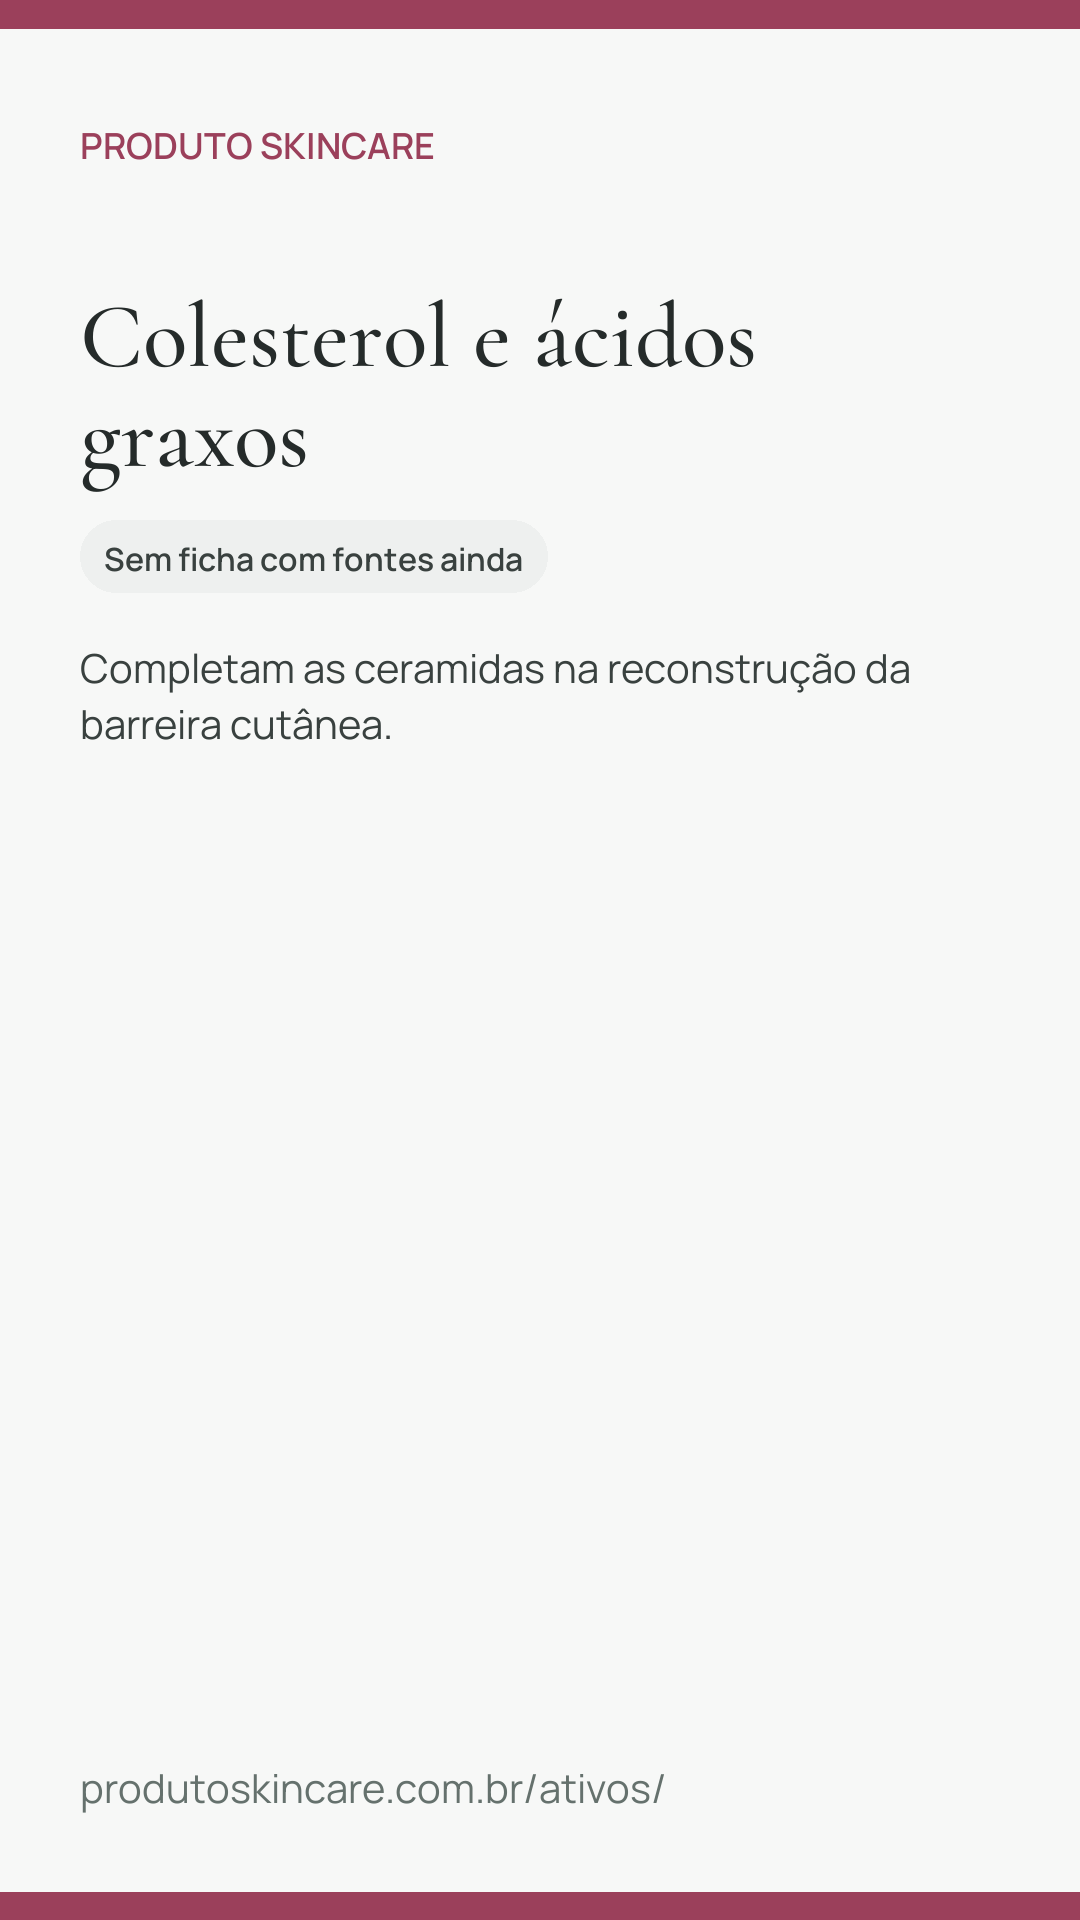 PRODUTO SKINCARE
Colesterol e ácidos
graxos
Sem ficha com fontes ainda
Completam as ceramidas na reconstrução da
barreira cutânea.
produtoskincare.com.br/ativos/